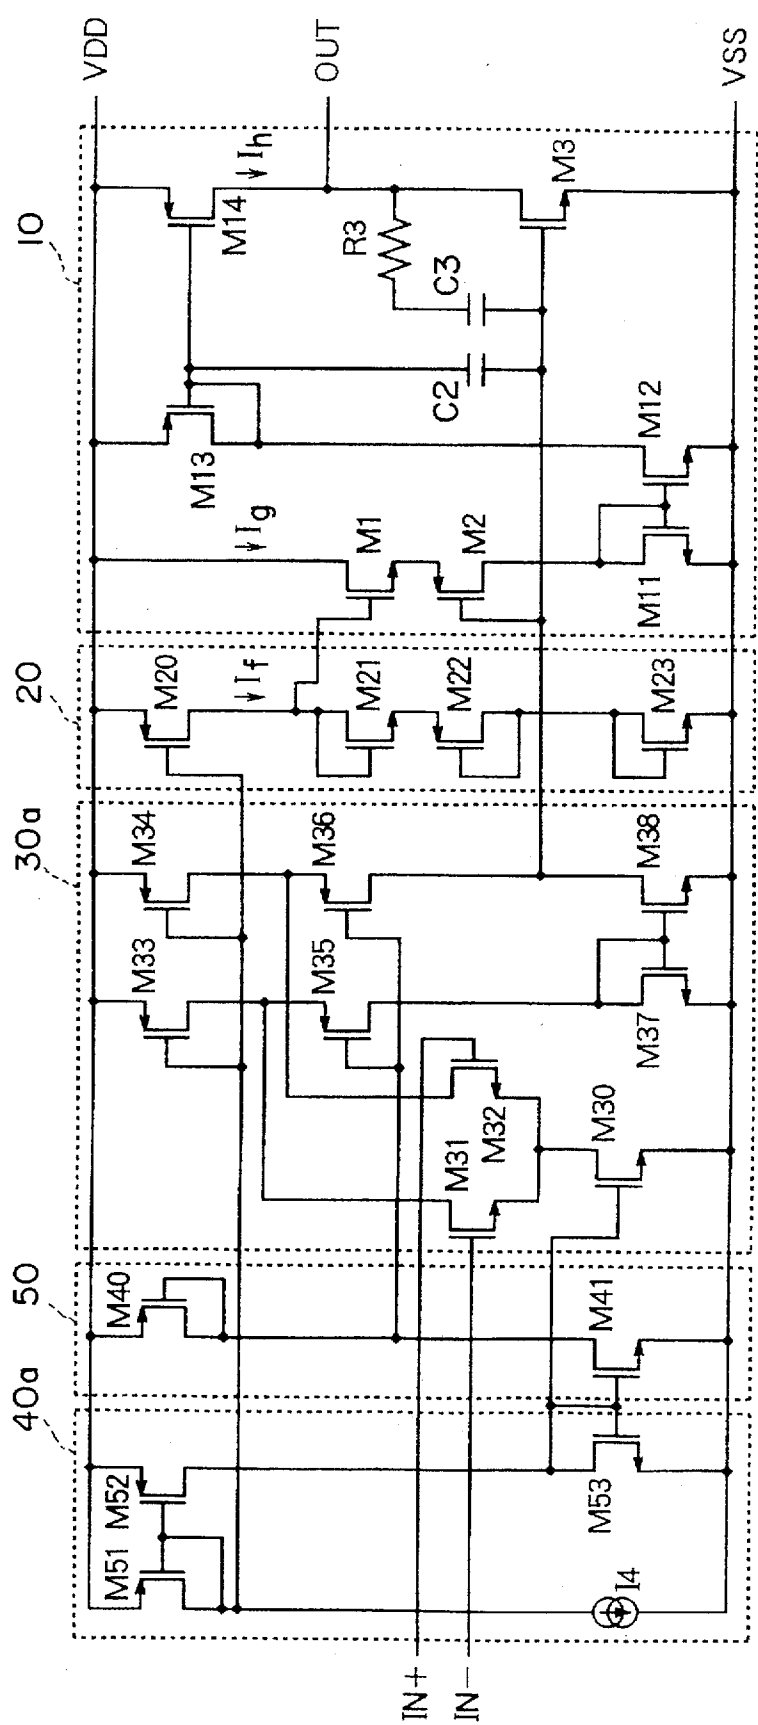 40a
50
30a
20
10
VDD
M51
M52
M40
M33
M34
M20
If
Ig
M13
M14
Ih
OUT
M35
M36
M21
M22
M1
M2
R3
C2
C3
M3
IN+
IN−
M31
M32
I4
M53
M41
M30
M37
M38
M23
M11
M12
VSS